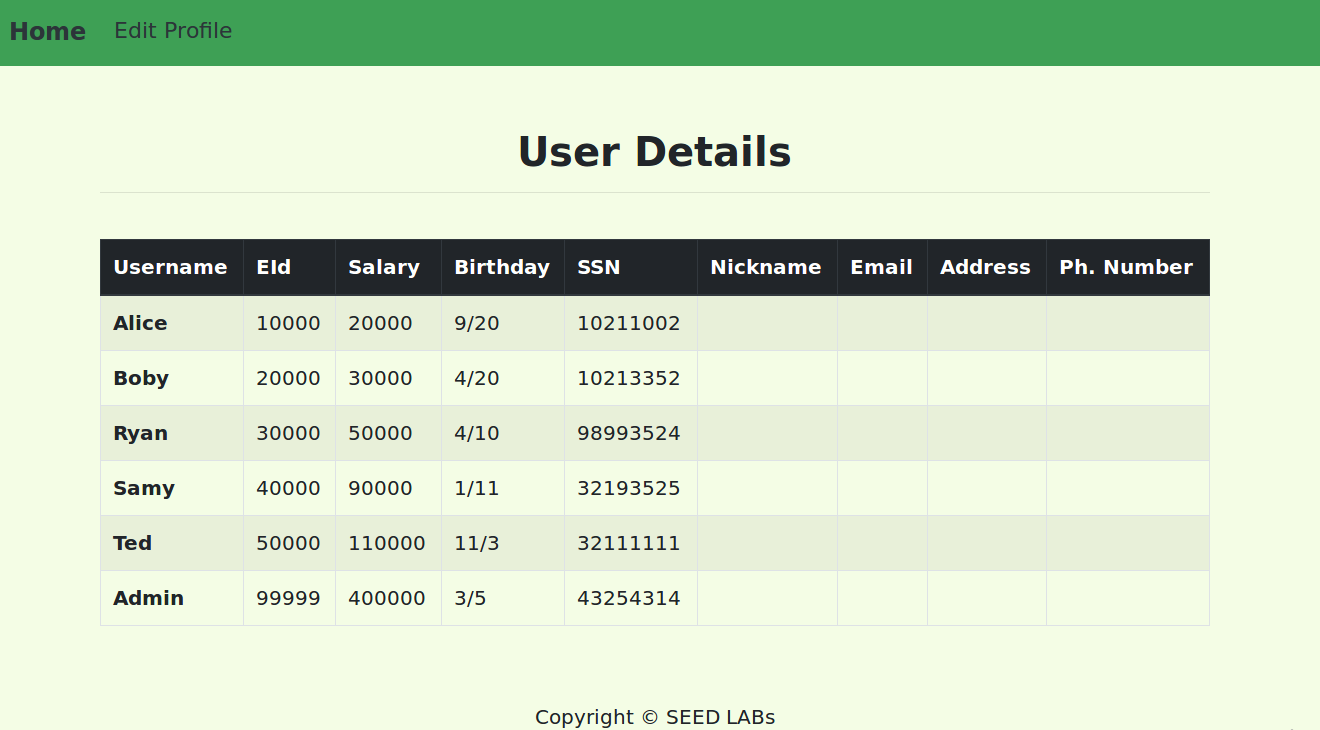 Home Edit Profile
User Details
Username EId Salary Birthday SSN Nickname Email Address Ph. Number
Alice 10000 20000 9/20 10211002
Boby 20000 30000 4/20 10213352
Ryan 30000 50000 4/10 98993524
Samy 40000 90000 1/11 32193525
Ted 50000 110000 11/3 32111111
Admin 99999 400000 3/5 43254314
Copyright © SEED LABs